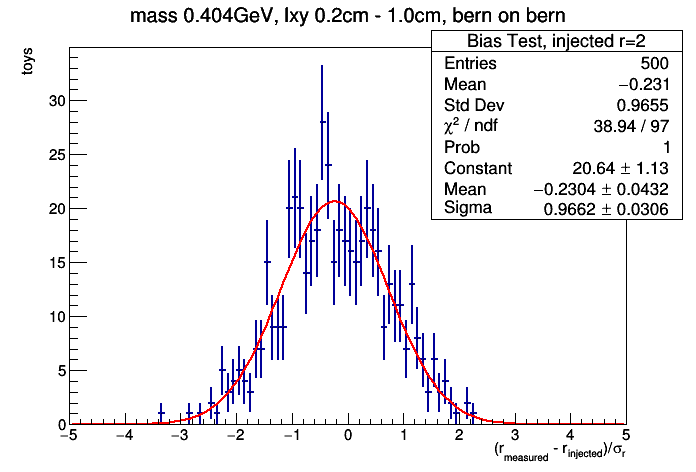 mass 0.404GeV, lxy 0.2cm - 1.0cm, bern on bern
toys
Bias Test, injected r=2
Entries 500
Mean −0.231
Std Dev 0.9655
χ² / ndf 38.94 / 97
Prob 1
Constant 20.64 ± 1.13
Mean −0.2304 ± 0.0432
Sigma 0.9662 ± 0.0306
30
25
20
15
10
5
0
−5 −4 −3 −2 −1 0 1 2 3 4 5
(r_measured - r_injected)/σ_r